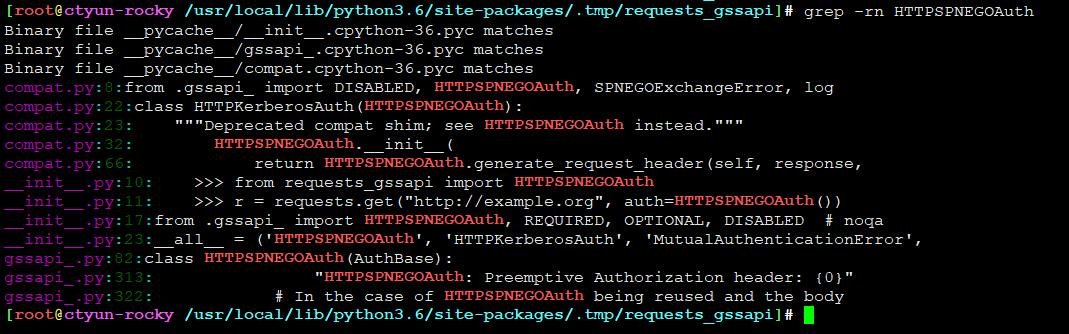 [root@ctyun-rocky /usr/local/lib/python3.6/site-packages/.tmp/requests_gssapi]# grep -rn HTTPSPNEGOAuth
Binary file __pycache__/__init__.cpython-36.pyc matches
Binary file __pycache__/gssapi_.cpython-36.pyc matches
Binary file __pycache__/compat.cpython-36.pyc matches
compat.py:8:from .gssapi_ import DISABLED, HTTPSPNEGOAuth, SPNEGOExchangeError, log
compat.py:22:class HTTPKerberosAuth(HTTPSPNEGOAuth):
compat.py:23:    """Deprecated compat shim; see HTTPSPNEGOAuth instead."""
compat.py:32:        HTTPSPNEGOAuth.__init__(
compat.py:66:            return HTTPSPNEGOAuth.generate_request_header(self, response,
__init__.py:10:    >>> from requests_gssapi import HTTPSPNEGOAuth
__init__.py:11:    >>> r = requests.get("http://example.org", auth=HTTPSPNEGOAuth())
__init__.py:17:from .gssapi_ import HTTPSPNEGOAuth, REQUIRED, OPTIONAL, DISABLED  # noqa
__init__.py:23:__all__ = ('HTTPSPNEGOAuth', 'HTTPKerberosAuth', 'MutualAuthenticationError',
gssapi_.py:82:class HTTPSPNEGOAuth(AuthBase):
gssapi_.py:313:                "HTTPSPNEGOAuth: Preemptive Authorization header: {0}"
gssapi_.py:322:            # In the case of HTTPSPNEGOAuth being reused and the body
[root@ctyun-rocky /usr/local/lib/python3.6/site-packages/.tmp/requests_gssapi]#